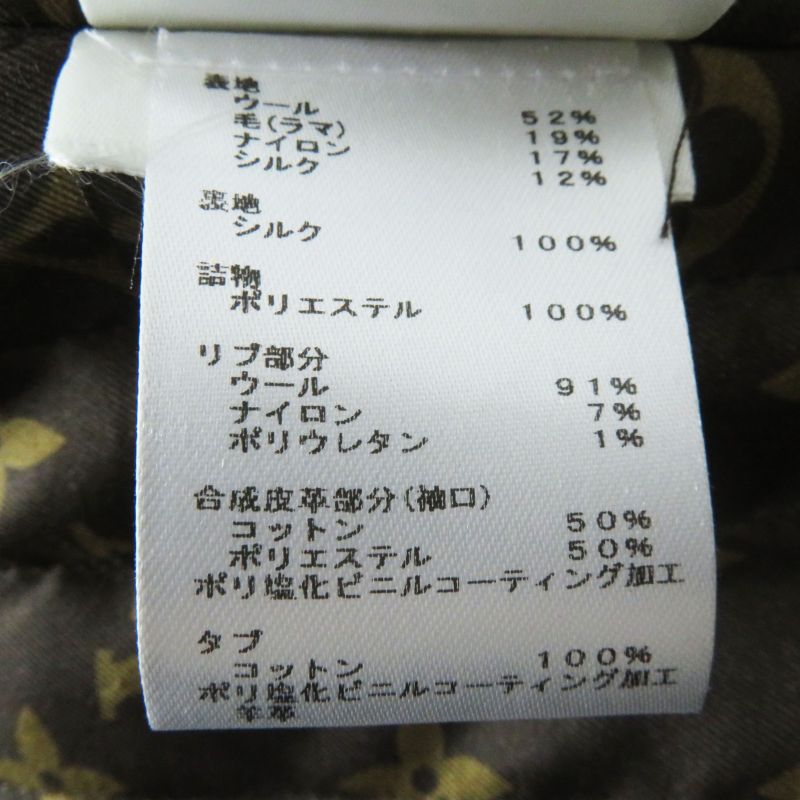 表地
ウール 52%
毛(ラマ) 19%
ナイロン 17%
シルク 12%
裏地
シルク 100%
詰物
ポリエステル 100%
リブ部分
ウール 91%
ナイロン 7%
ポリウレタン 1%
合成皮革部分(袖口)
コットン 50%
ポリエステル 50%
ポリ塩化ビニルコーティング加工
タブ
コットン 100%
ポリ塩化ビニルコーティング加工
羊革